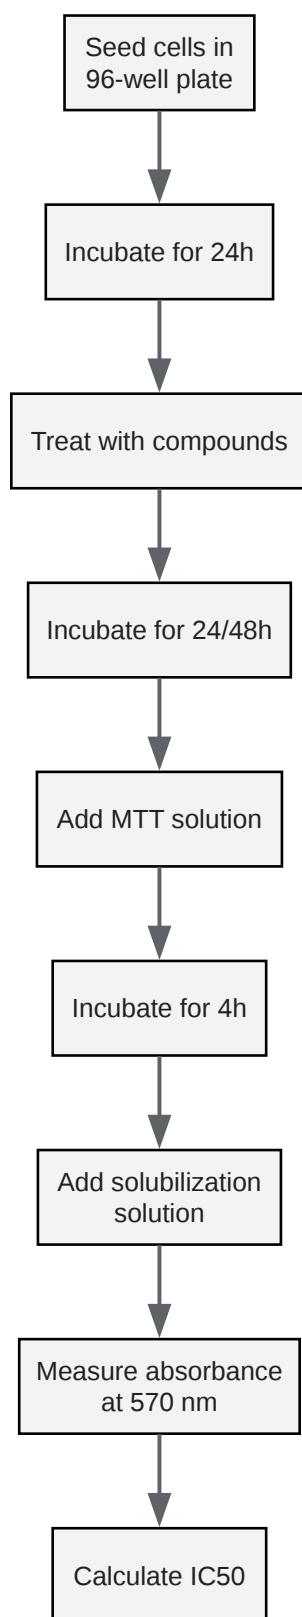 Seed cells in
96-well plate
Incubate for 24h
Treat with compounds
Incubate for 24/48h
Add MTT solution
Incubate for 4h
Add solubilization
solution
Measure absorbance
at 570 nm
Calculate IC50